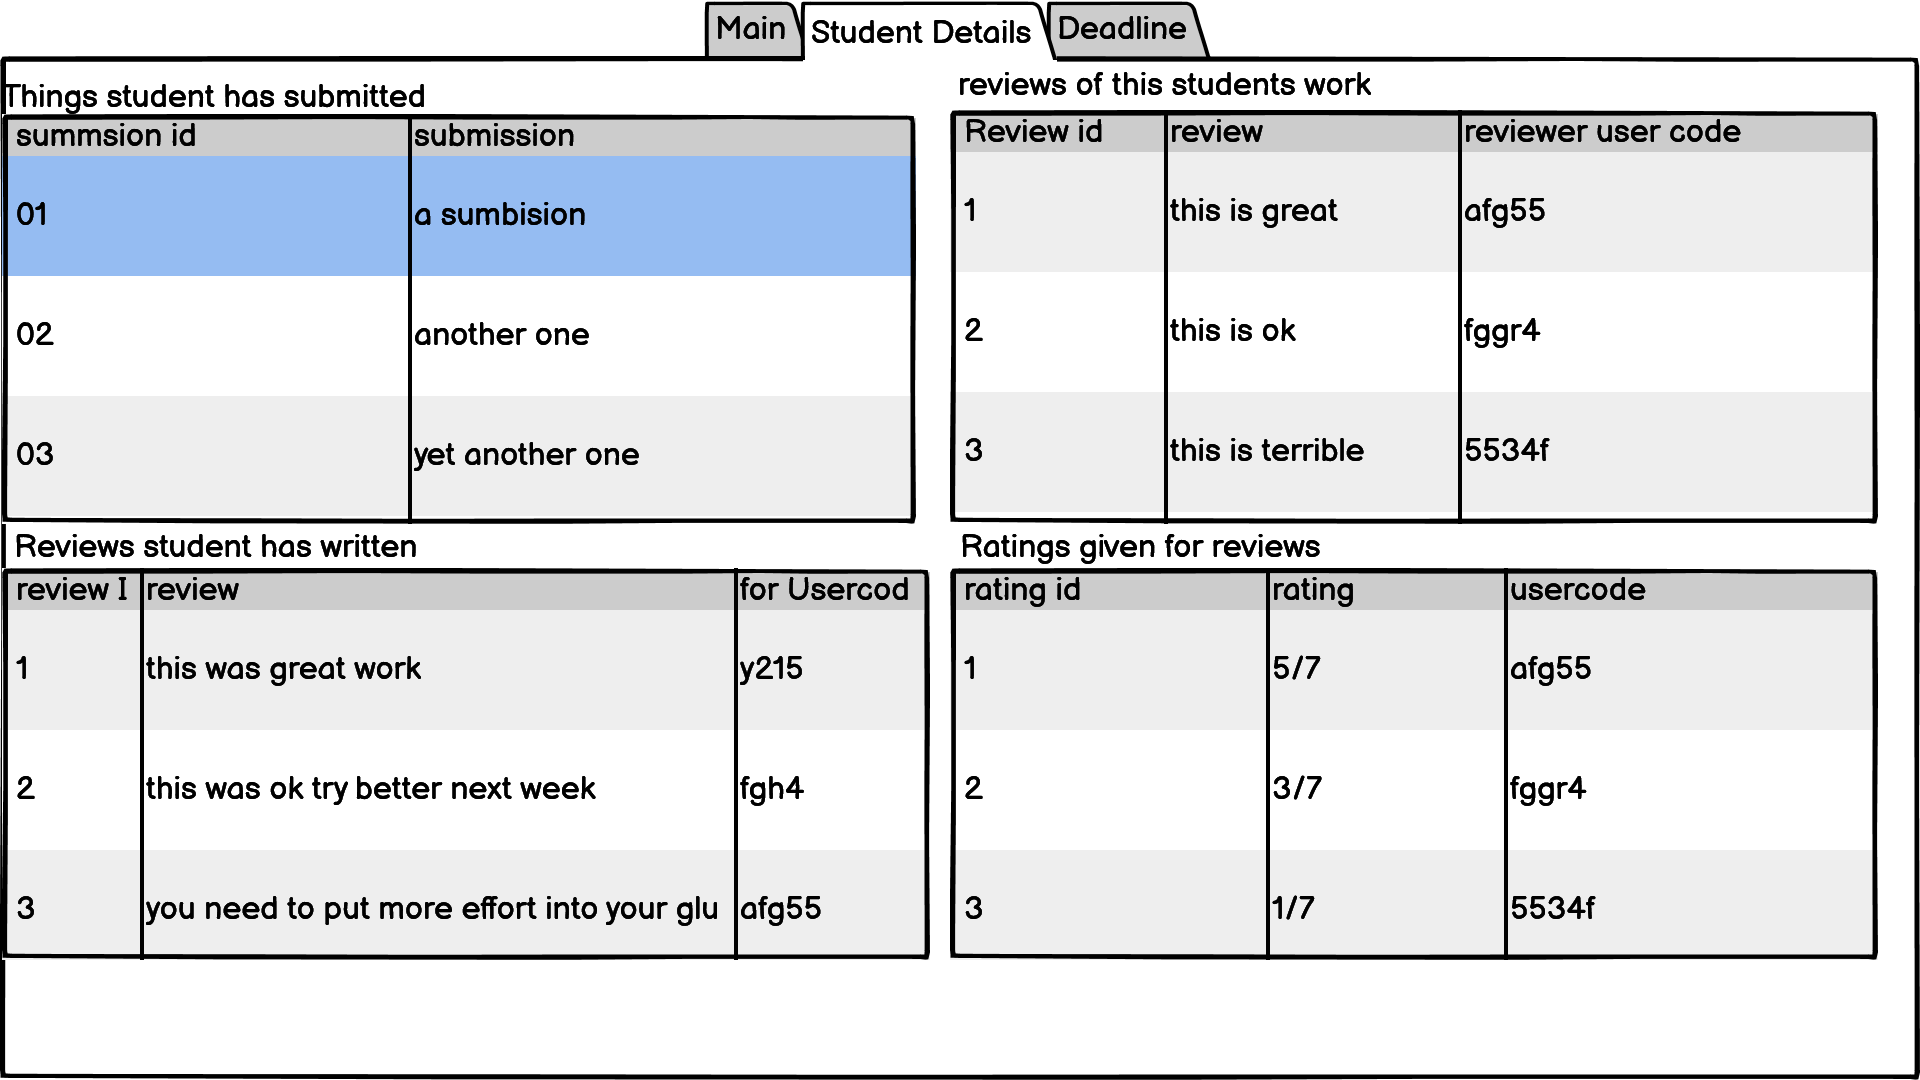 Main Student Details Deadline
Things student has submitted
summsion id submission
01 a sumbision
02 another one
03 yet another one
reviews of this students work
Review id review reviewer user code
1 this is great afg55
2 this is ok fggr4
3 this is terrible 5534f
Reviews student has written
review I review for Usercod
1 this was great work y215
2 this was ok try better next week fgh4
3 you need to put more effort into your glu afg55
Ratings given for reviews
rating id rating usercode
1 5/7 afg55
2 3/7 fggr4
3 1/7 5534f